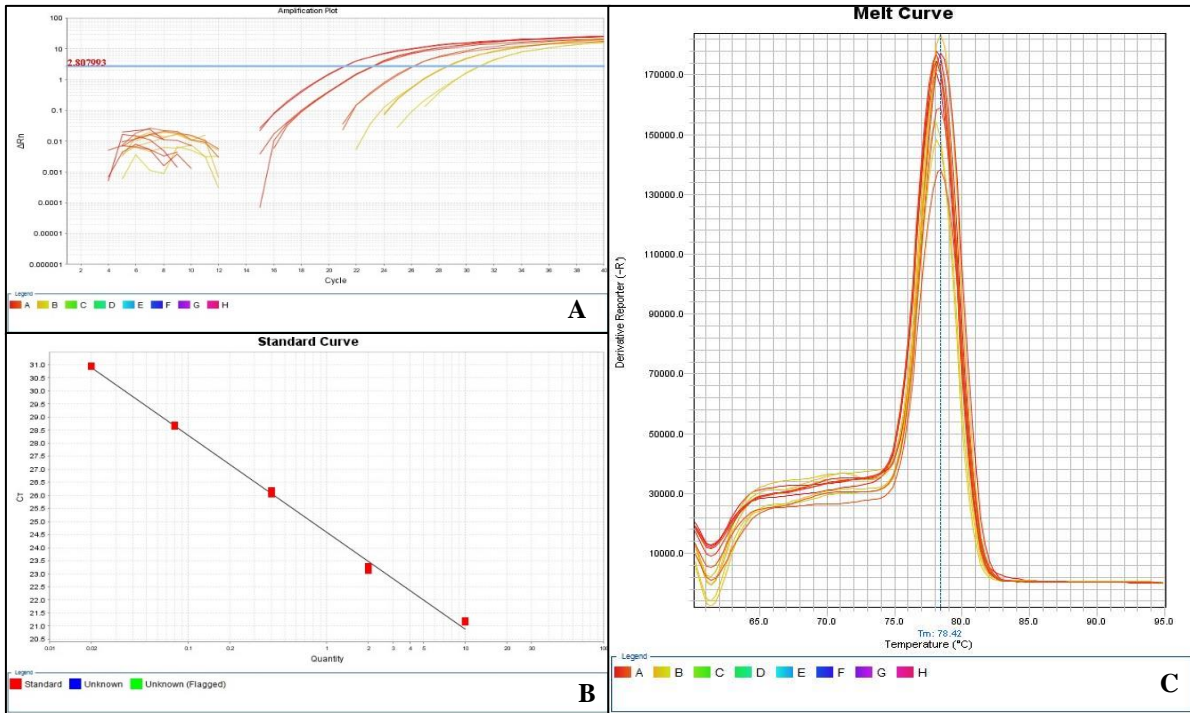 Amplification Plot
100
10
2.807993
1
0.1
0.01
0.001
0.0001
0.00001
0.000001
ΔRn
2 4 6 8 10 12 14 16 18 20 22 24 26 28 30 32 34 36 38 40
Cycle
Legend
A B C D E F G H
A
Standard Curve
31.0
30.5
30.0
29.5
29.0
28.5
28.0
27.5
27.0
26.5
26.0
25.5
25.0
24.5
24.0
23.5
23.0
22.5
22.0
21.5
21.0
20.5
CT
0.01 0.02 0.1 0.2 1 2 3 4 5 10 20 30 100
Quantity
Legend
Standard Unknown Unknown (Flagged)
B
Melt Curve
170000.0
150000.0
130000.0
110000.0
90000.0
70000.0
50000.0
30000.0
10000.0
Derivative Reporter (-R')
65.0 70.0 75.0 80.0 85.0 90.0 95.0
Tm: 78.42
Temperature (°C)
Legend
A B C D E F G H
C